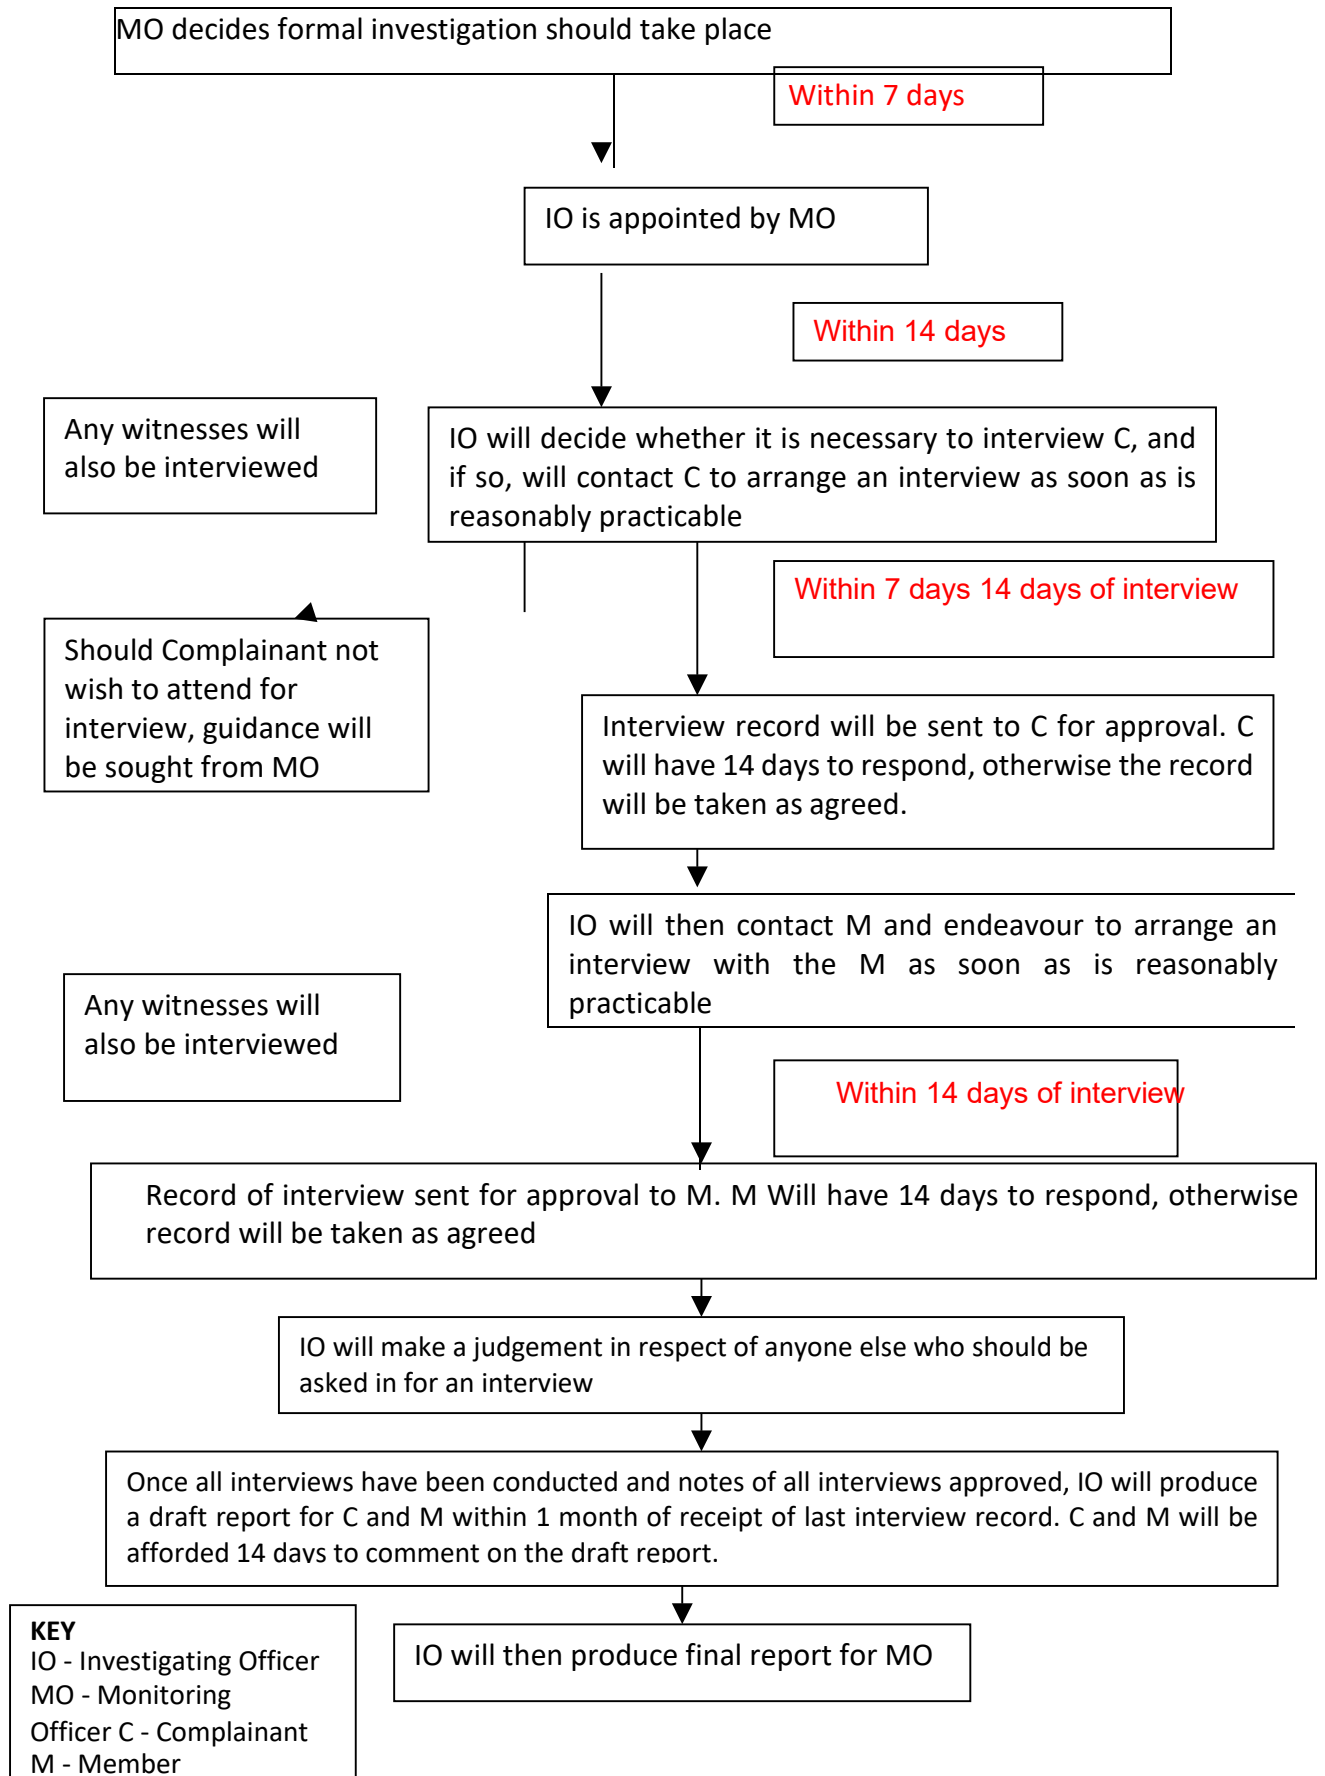 MO decides formal investigation should take place
Within 7 days
IO is appointed by MO
Within 14 days
Any witnesses will
also be interviewed
IO will decide whether it is necessary to interview C, and
if so, will contact C to arrange an interview as soon as is
reasonably practicable
Within 7 days 14 days of interview
Should Complainant not
wish to attend for
interview, guidance will
be sought from MO
Interview record will be sent to C for approval. C
will have 14 days to respond, otherwise the record
will be taken as agreed.
IO will then contact M and endeavour to arrange an
interview with the M as soon as is reasonably
practicable
Any witnesses will
also be interviewed
Within 14 days of interview
Record of interview sent for approval to M. M Will have 14 days to respond, otherwise
record will be taken as agreed
IO will make a judgement in respect of anyone else who should be
asked in for an interview
Once all interviews have been conducted and notes of all interviews approved, IO will produce
a draft report for C and M within 1 month of receipt of last interview record. C and M will be
afforded 14 days to comment on the draft report.
IO will then produce final report for MO
KEY
IO - Investigating Officer
MO - Monitoring
Officer C - Complainant
M - Member